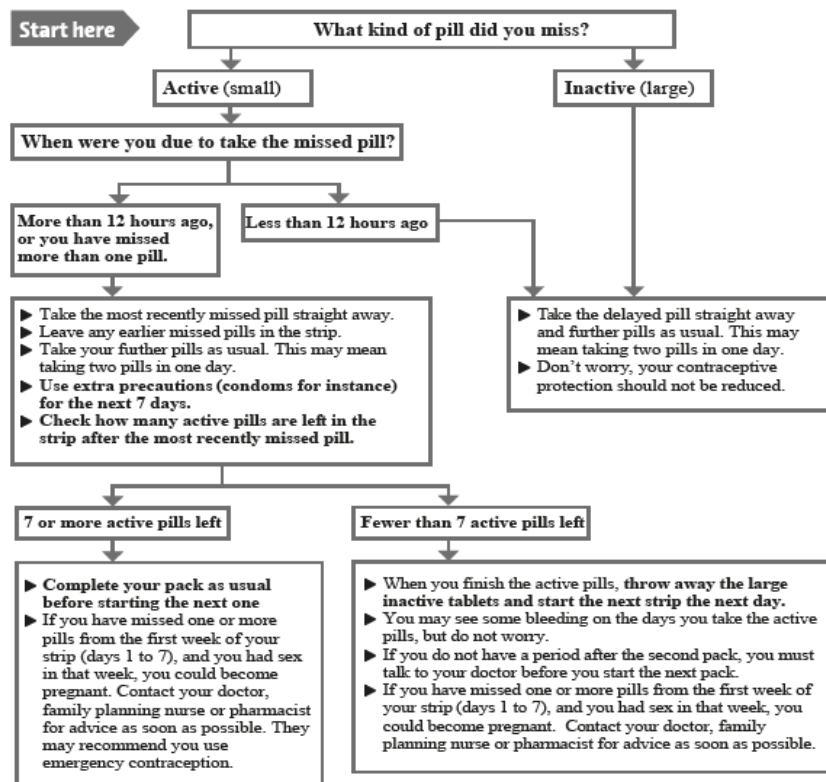 Start here
What kind of pill did you miss?
Active (small)
Inactive (large)
When were you due to take the missed pill?
More than 12 hours ago,
or you have missed
more than one pill.
Less than 12 hours ago
▶ Take the most recently missed pill straight away.
▶ Leave any earlier missed pills in the strip.
▶ Take your further pills as usual. This may mean
taking two pills in one day.
▶ Use extra precautions (condoms for instance)
for the next 7 days.
▶ Check how many active pills are left in the
strip after the most recently missed pill.
▶ Take the delayed pill straight away
and further pills as usual. This may
mean taking two pills in one day.
▶ Don't worry, your contraceptive
protection should not be reduced.
7 or more active pills left
Fewer than 7 active pills left
▶ Complete your pack as usual
before starting the next one
▶ If you have missed one or more
pills from the first week of your
strip (days 1 to 7), and you had sex
in that week, you could become
pregnant. Contact your doctor,
family planning nurse or pharmacist
for advice as soon as possible. They
may recommend you use
emergency contraception.
▶ When you finish the active pills, throw away the large
inactive tablets and start the next strip the next day.
▶ You may see some bleeding on the days you take the active
pills, but do not worry.
▶ If you do not have a period after the second pack, you must
talk to your doctor before you start the next pack.
▶ If you have missed one or more pills from the first week of
your strip (days 1 to 7), and you had sex in that week, you
could become pregnant. Contact your doctor, family
planning nurse or pharmacist for advice as soon as possible.